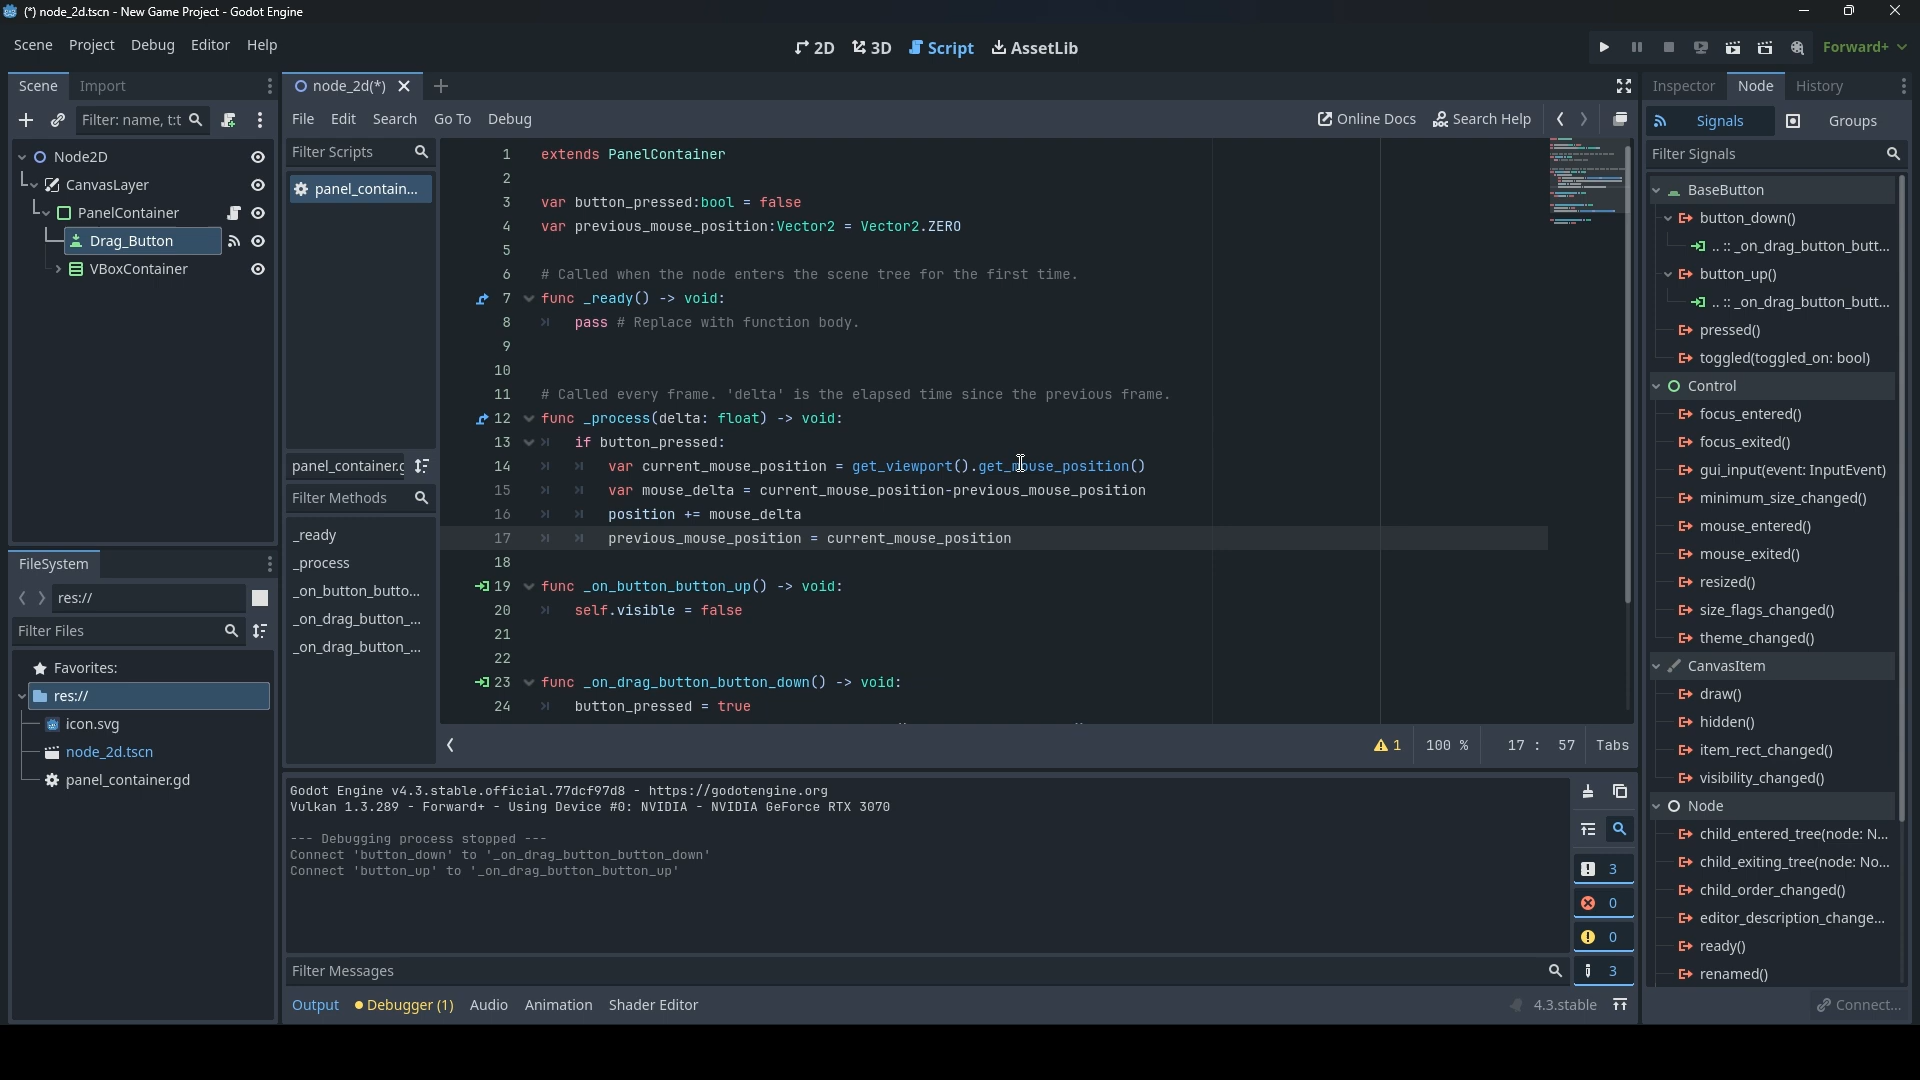 (*) node_2d.tscn - New Game Project - Godot Engine
Scene Project Debug Editor Help
2D 3D Script AssetLib
Forward+
Scene Import
Filter: name, t:t
Node2D
CanvasLayer
PanelContainer
Drag_Button
VBoxContainer
FileSystem
res://
Filter Files
Favorites:
res://
icon.svg
node_2d.tscn
panel_container.gd
node_2d(*)
File Edit Search Go To Debug
Online Docs Search Help
Filter Scripts
panel_contain...
panel_container.g
Filter Methods
_ready
_process
_on_button_butto...
_on_drag_button_...
_on_drag_button_...
1 extends PanelContainer
2
3 var button_pressed:bool = false
4 var previous_mouse_position:Vector2 = Vector2.ZERO
5
6 # Called when the node enters the scene tree for the first time.
7 func _ready() -> void:
8 pass # Replace with function body.
9
10
11 # Called every frame. 'delta' is the elapsed time since the previous frame.
12 func _process(delta: float) -> void:
13 if button_pressed:
14 var current_mouse_position = get_viewport().get_mouse_position()
15 var mouse_delta = current_mouse_position-previous_mouse_position
16 position += mouse_delta
17 previous_mouse_position = current_mouse_position
18
19 func _on_button_button_up() -> void:
20 self.visible = false
21
22
23 func _on_drag_button_button_down() -> void:
24 button_pressed = true
1 100 % 17 : 57 Tabs
Godot Engine v4.3.stable.official.77dcf97d8 - https://godotengine.org
Vulkan 1.3.289 - Forward+ - Using Device #0: NVIDIA - NVIDIA GeForce RTX 3070
--- Debugging process stopped ---
Connect 'button_down' to '_on_drag_button_button_down'
Connect 'button_up' to '_on_drag_button_button_up'
3
0
0
3
Filter Messages
Output Debugger (1) Audio Animation Shader Editor
4.3.stable
Inspector Node History
Signals Groups
Filter Signals
BaseButton
button_down()
.. :: _on_drag_button_butt...
button_up()
.. :: _on_drag_button_butt...
pressed()
toggled(toggled_on: bool)
Control
focus_entered()
focus_exited()
gui_input(event: InputEvent)
minimum_size_changed()
mouse_entered()
mouse_exited()
resized()
size_flags_changed()
theme_changed()
CanvasItem
draw()
hidden()
item_rect_changed()
visibility_changed()
Node
child_entered_tree(node: N...
child_exiting_tree(node: No...
child_order_changed()
editor_description_change...
ready()
renamed()
Connect...